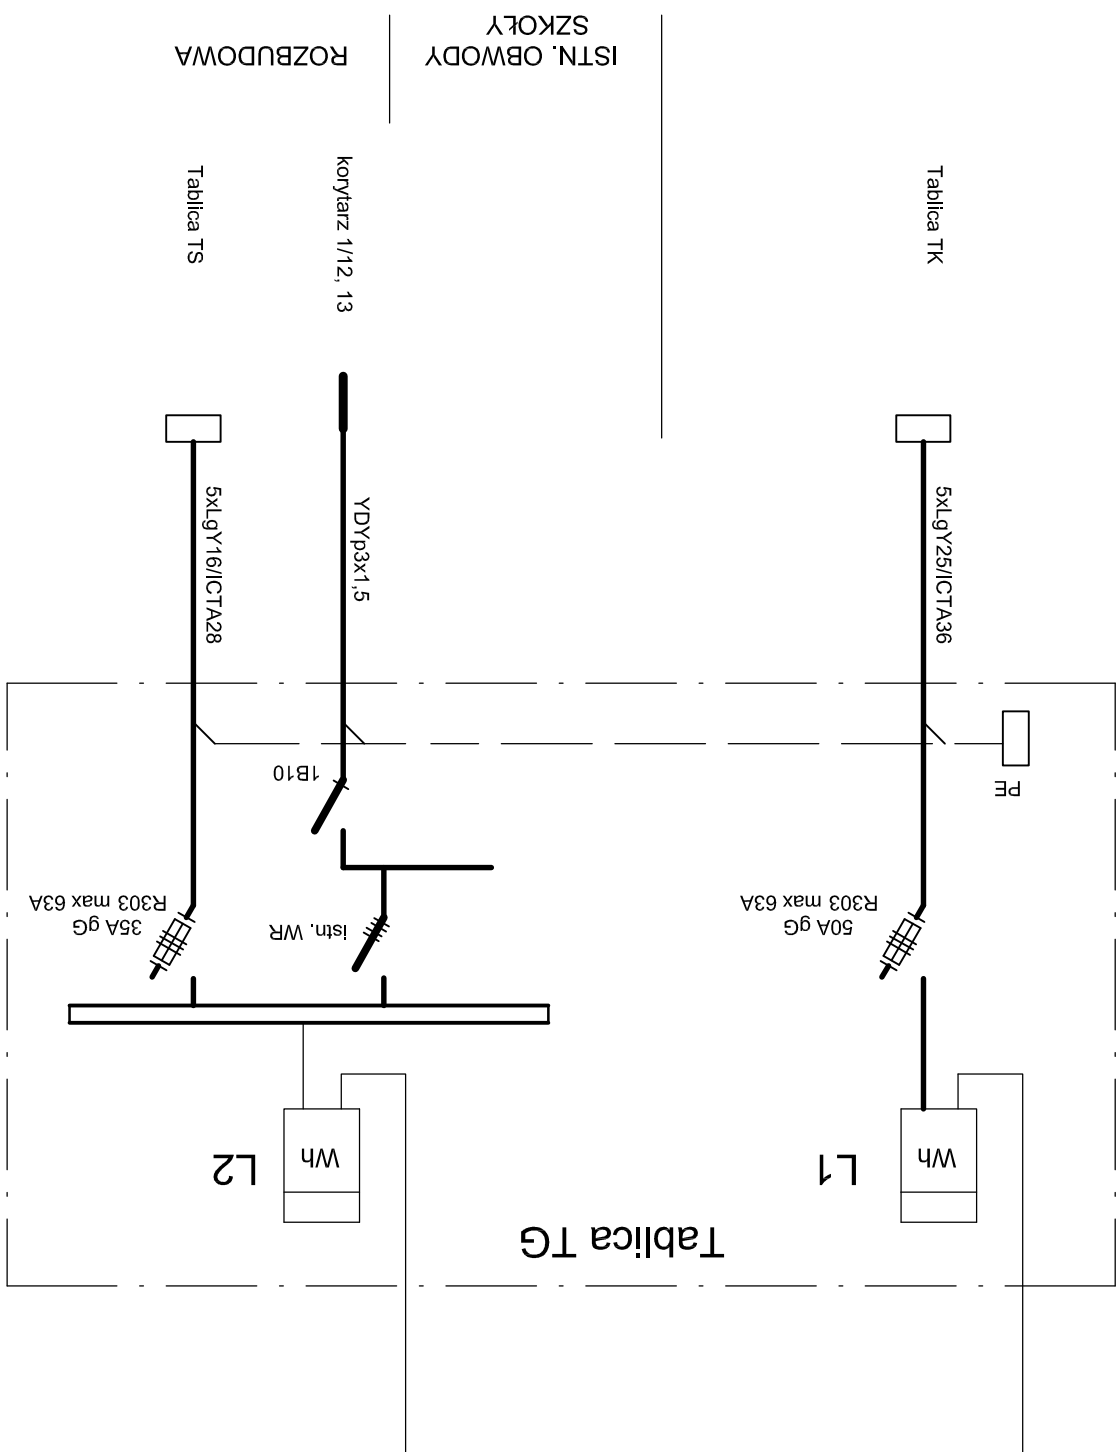 Tablica TG
L1
Wh
L2
Wh
50A gG
R303 max 63A
istn. WR
35A gG
R303 max 63A
PE
1B10
5xLgY25/ICTA36
YDYp3x1,5
5xLgY16/ICTA28
Tablica TK
korytarz 1/12, 13
Tablica TS
ISTN. OBWODY
SZKOŁY
ROZBUDOWA